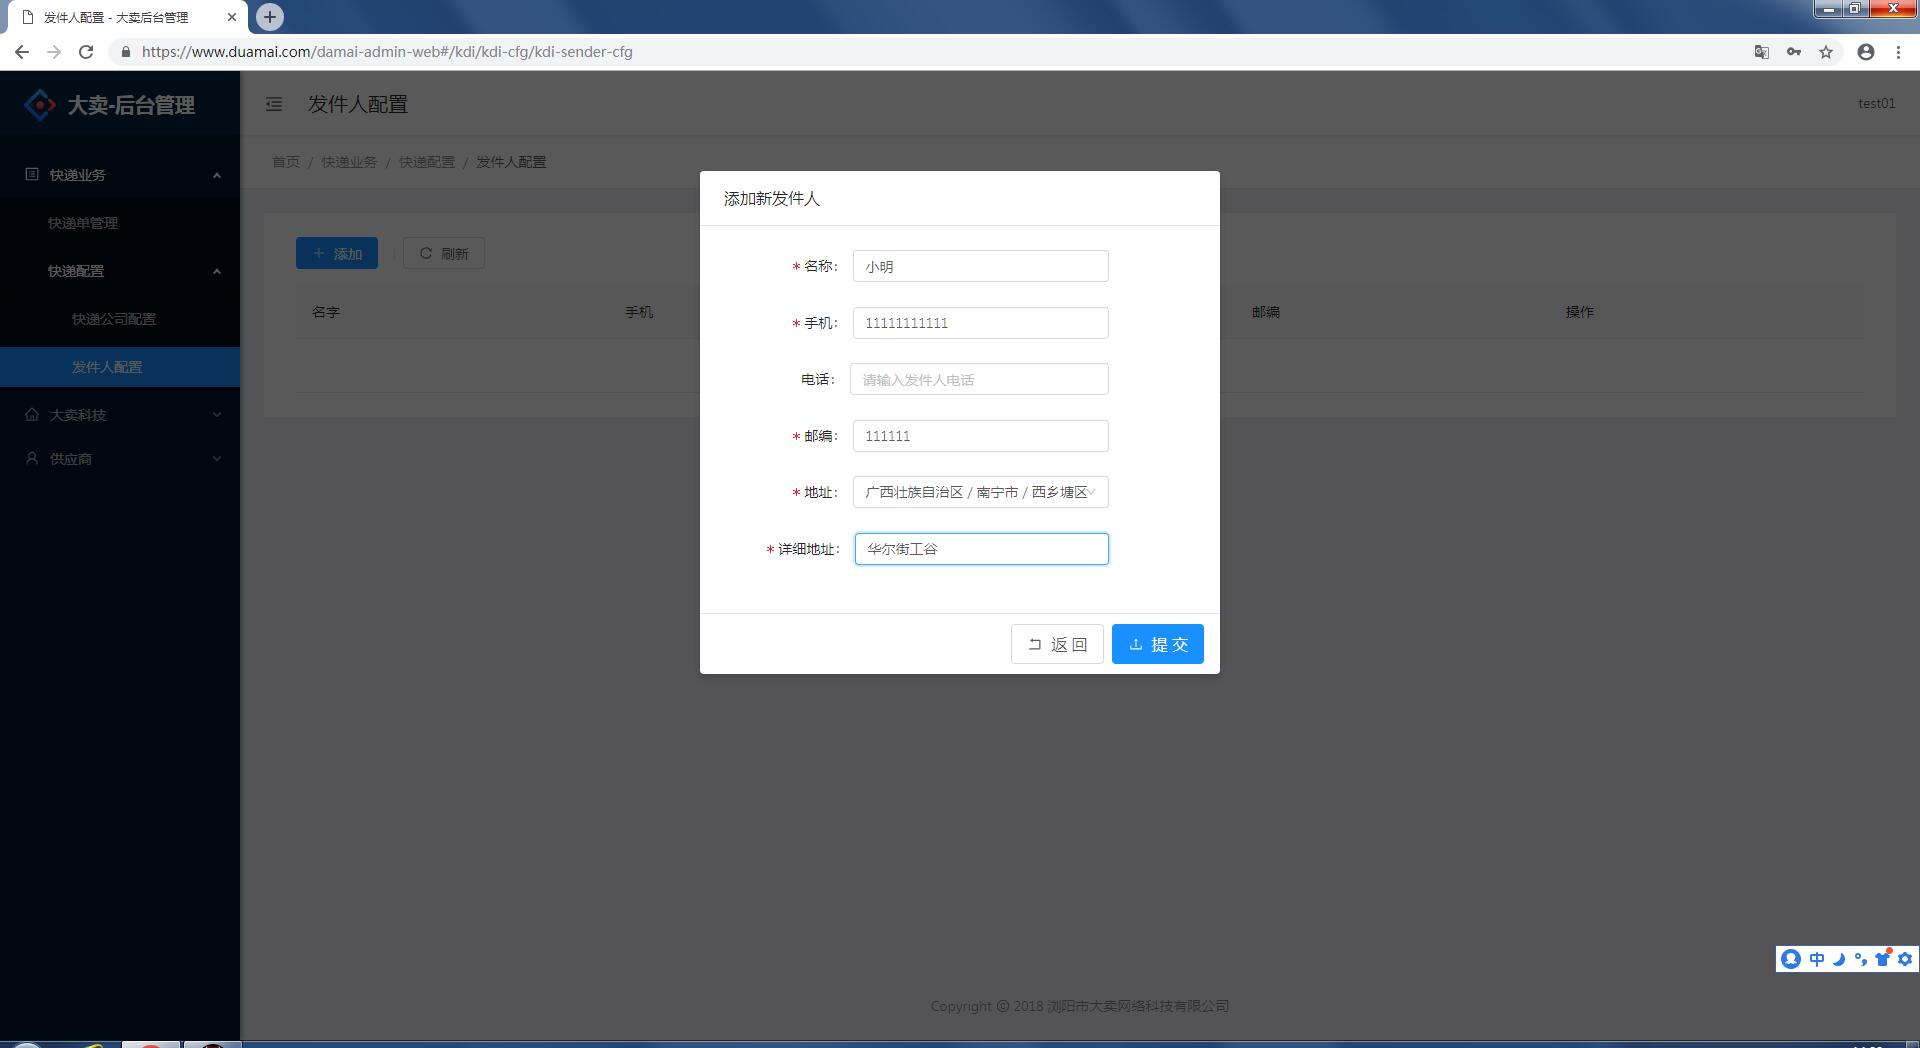 发件人配置 - 大卖后台管理
https://www.duamai.com/damai-admin-web#/kdi/kdi-cfg/kdi-sender-cfg
大卖-后台管理
发件人配置
test01
首页 / 快递业务 / 快递配置 / 发件人配置
快递业务
快递单管理
快递配置
快递公司配置
发件人配置
大卖科技
供应商
添加
刷新
名字 手机 邮编 操作
添加新发件人
* 名称: 小明
* 手机: 11111111111
电话: 请输入发件人电话
* 邮编: 111111
* 地址: 广西壮族自治区 / 南宁市 / 西乡塘区
* 详细地址: 华尔街工谷
返 回
提 交
中
Copyright © 2018 浏阳市大卖网络科技有限公司